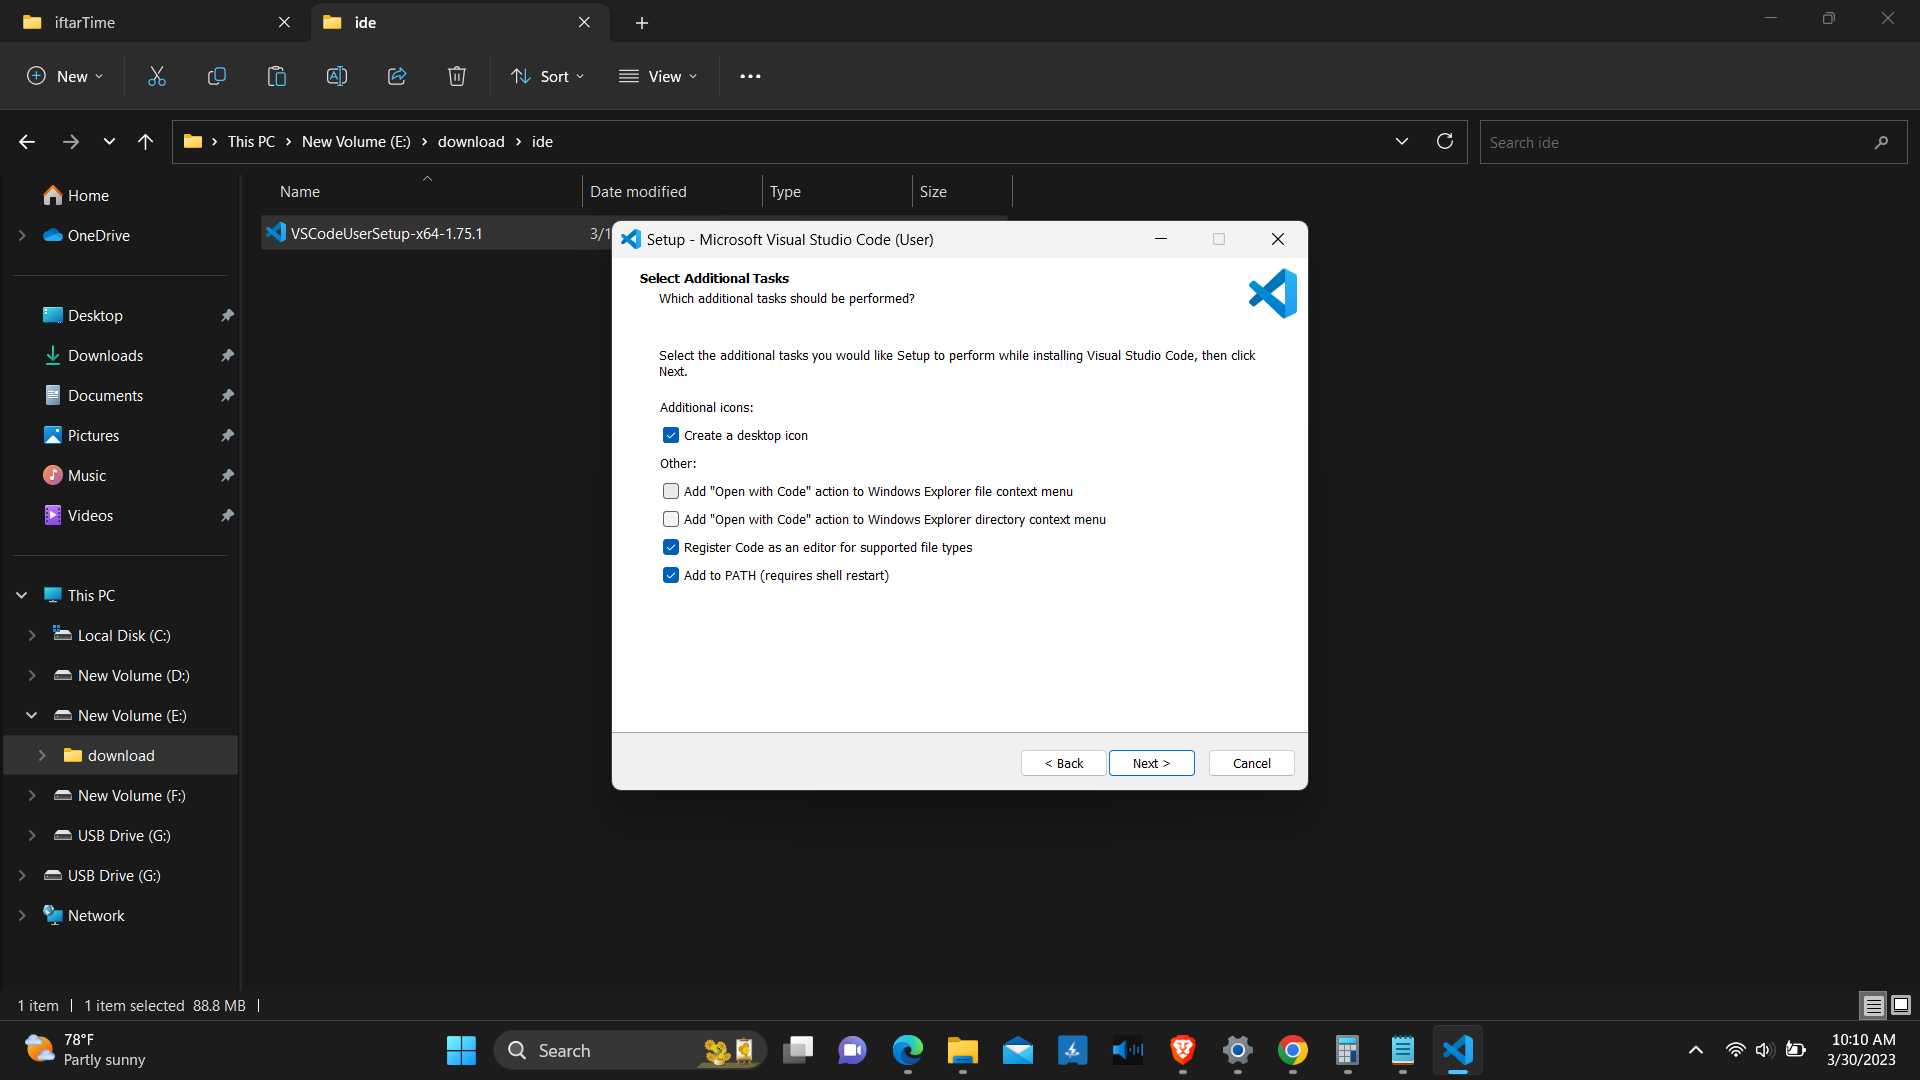 iftarTime
ide
New
Sort
View
This PC > New Volume (E:) > download > ide
Search ide
Name
Date modified
Type
Size
Home
OneDrive
Desktop
Downloads
Documents
Pictures
Music
Videos
This PC
Local Disk (C:)
New Volume (D:)
New Volume (E:)
download
New Volume (F:)
USB Drive (G:)
USB Drive (G:)
Network
VSCodeUserSetup-x64-1.75.1
3/1
Setup - Microsoft Visual Studio Code (User)
Select Additional Tasks
Which additional tasks should be performed?
Select the additional tasks you would like Setup to perform while installing Visual Studio Code, then click
Next.
Additional icons:
Create a desktop icon
Other:
Add "Open with Code" action to Windows Explorer file context menu
Add "Open with Code" action to Windows Explorer directory context menu
Register Code as an editor for supported file types
Add to PATH (requires shell restart)
< Back
Next >
Cancel
1 item
1 item selected 88.8 MB
78°F
Partly sunny
Search
10:10 AM
3/30/2023